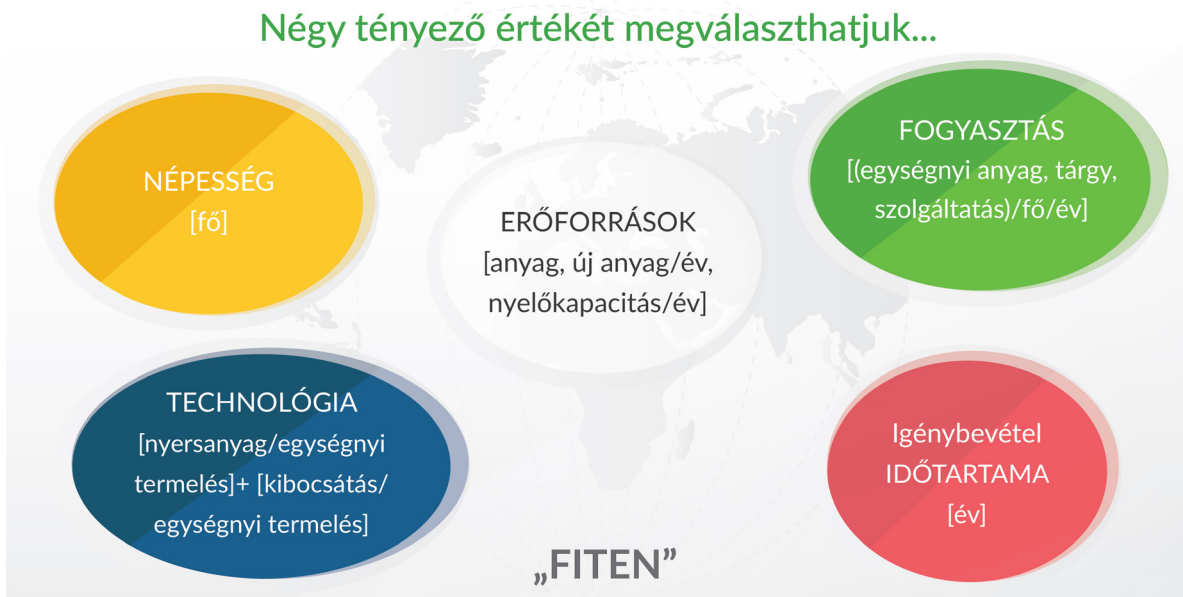 Négy tényező értékét megválaszthatjuk...
NÉPESSÉG
[fő]
ERŐFORRÁSOK
[anyag, új anyag/év,
nyelőkapacitás/év]
FOGYASZTÁS
[(egységnyi anyag, tárgy,
szolgáltatás)/fő/év]
TECHNOLÓGIA
[nyersanyag/egységnyi
termelés]+ [kibocsátás/
egységnyi termelés]
Igénybevétel
IDŐTARTAMA
[év]
„FITEN”